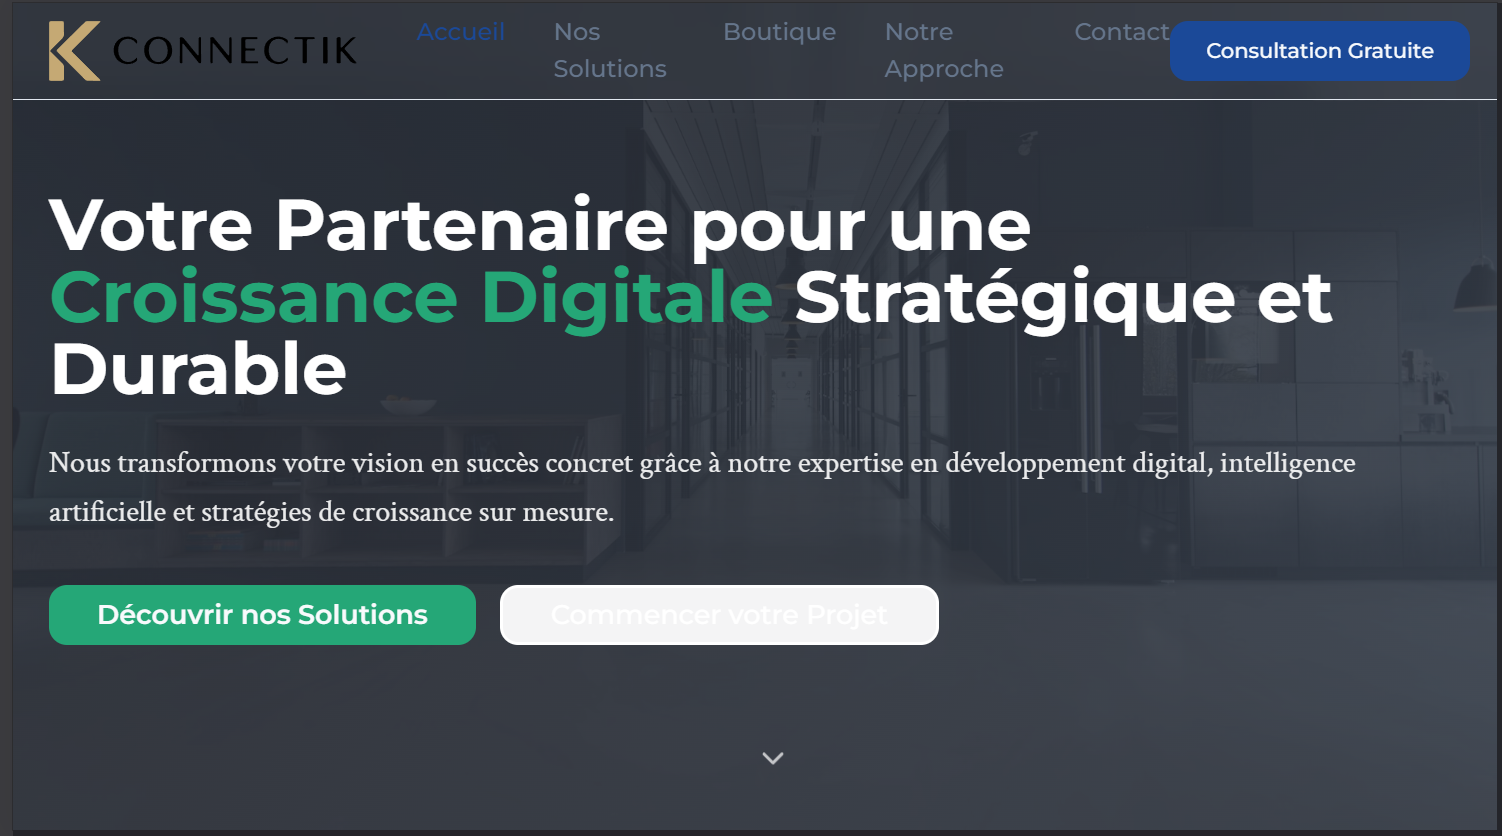 CONNECTIK
Accueil
Nos
Solutions
Boutique
Notre
Approche
Contact
Consultation Gratuite
Votre Partenaire pour une
Croissance Digitale Stratégique et
Durable
Nous transformons votre vision en succès concret grâce à notre expertise en développement digital, intelligence
artificielle et stratégies de croissance sur mesure.
Découvrir nos Solutions
Commencer votre Projet